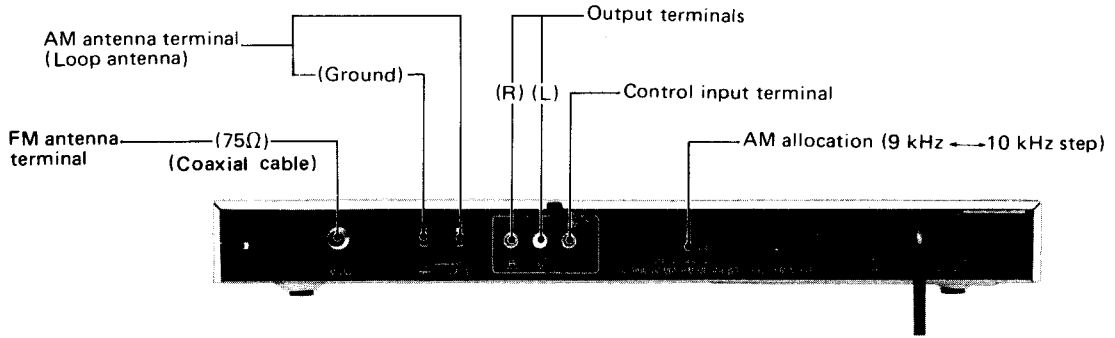 Output terminals
AM antenna terminal
(Loop antenna)
(Ground)
(R) (L)
Control input terminal
FM antenna
terminal
(75Ω)
(Coaxial cable)
AM allocation (9 kHz ←→ 10 kHz step)